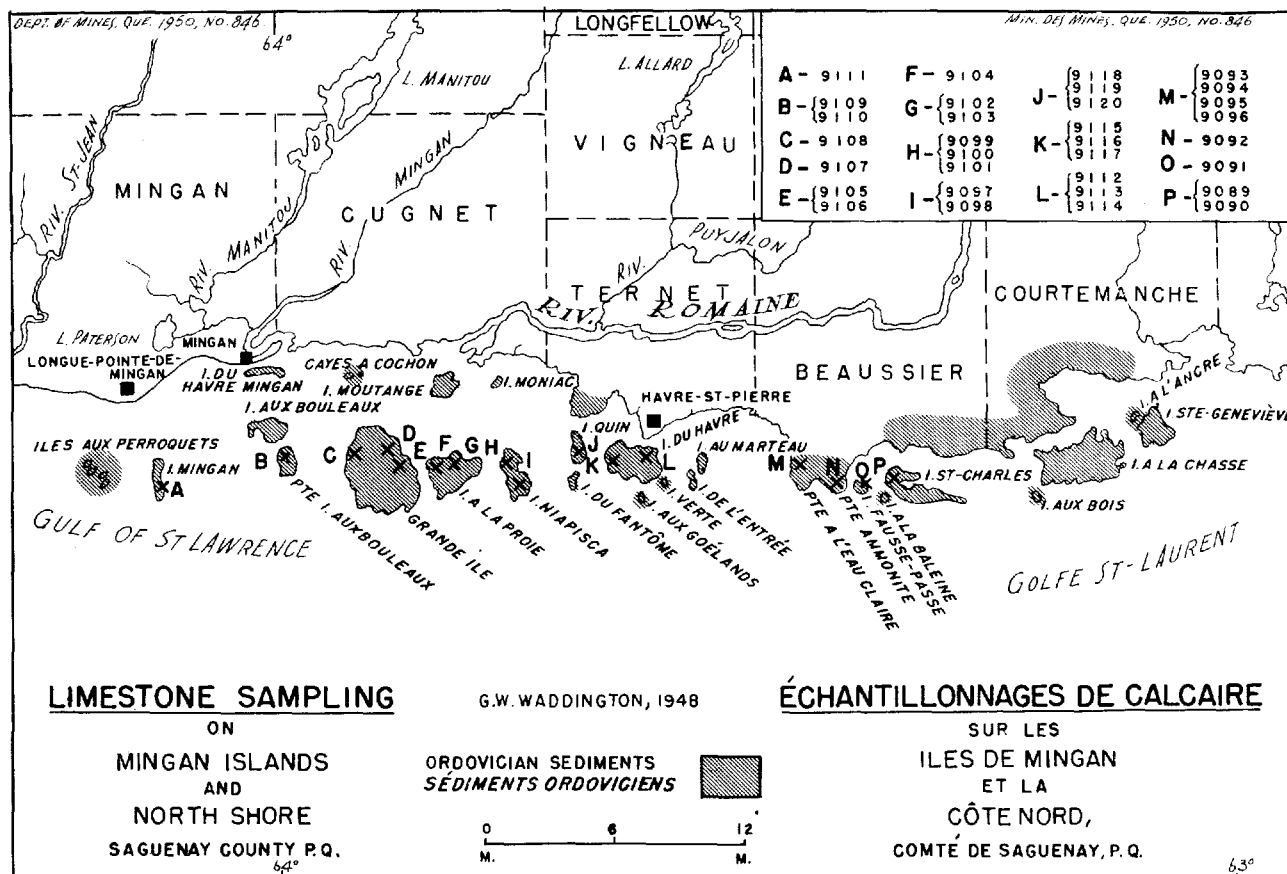 DEPT. OF MINES, QUE. 1950, NO. 846
MIN. DES MINES. QUE. 1950, NO. 846
64°
LONGFELLOW
L. ALLARD
L. MANITOU
A - 9111
B - 9109
9110
C - 9108
D - 9107
E - 9105
9106
F - 9104
G - 9102
9103
H - 9099
9100
9101
I - 9097
9098
J - 9118
9119
9120
K - 9115
9116
9117
L - 9112
9113
9114
M - 9093
9094
9095
9096
N - 9092
O - 9091
P - 9089
9090
RIV. ST-JEAN
MINGAN
RIV. MANITOU
CUGNET
RIV. MINGAN
VIGNEAU
RIV. PUYJALON
TERNET
RIV. ROMAINE
COURTEMANCHE
BEAUSSIER
L. PATERSON
MINGAN
LONGUE-POINTE-DE-
MINGAN
I. DU
HAVRE MINGAN
CAYES A COCHON
I. MOUTANGE
I. MONIAC
HAVRE-ST-PIERRE
I. AUX BOULEAUX
I. QUIN
I. DU HAVRE
I. AU MARTEAU
I. A L'ANCRE
I. STE-GENEVIÈVE
ILES AUX PERROQUETS
I. MINGAN
A
B
C
D
E
F
G
H
I
J
K
L
M
N
O
P
I. ST-CHARLES
I. A LA CHASSE
I. AUX BOIS
PTE I. AUX BOULEAUX
GRANDE ILE
I. A LA PROIE
I. NIAPISCA
I. DU FANTÔME
I. AUX GOÉLANDS
I. VERTE
I. DE L'ENTRÉE
PTE A L'EAU CLAIRE
PTE AMMONITE
I. FAUSSE-PASSE
I. A LA BALEINE
GULF OF ST LAWRENCE
GOLFE ST-LAURENT
LIMESTONE SAMPLING
ON
MINGAN ISLANDS
AND
NORTH SHORE
SAGUENAY COUNTY P.Q.
64°
G.W. WADDINGTON, 1948
ORDOVICIAN SEDIMENTS
SÉDIMENTS ORDOVICIENS
0 6 12
M. M.
ÉCHANTILLONNAGES DE CALCAIRE
SUR LES
ILES DE MINGAN
ET LA
CÔTE NORD,
COMTÉ DE SAGUENAY, P.Q.
63°